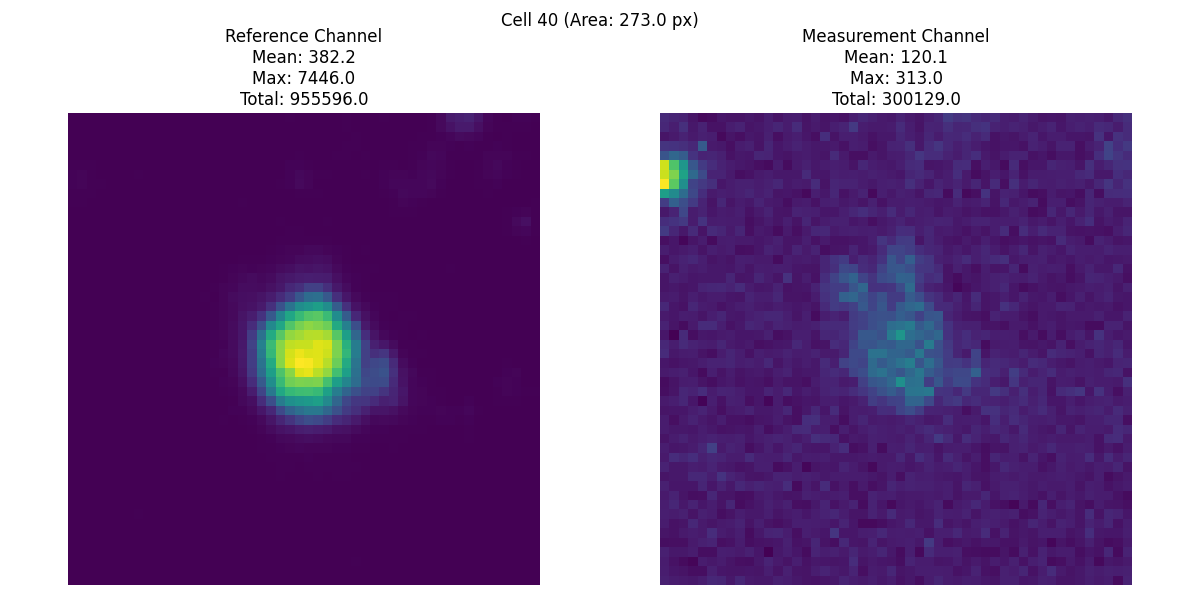 Cell 40 (Area: 273.0 px)
Reference Channel
Mean: 382.2
Max: 7446.0
Total: 955596.0
Measurement Channel
Mean: 120.1
Max: 313.0
Total: 300129.0